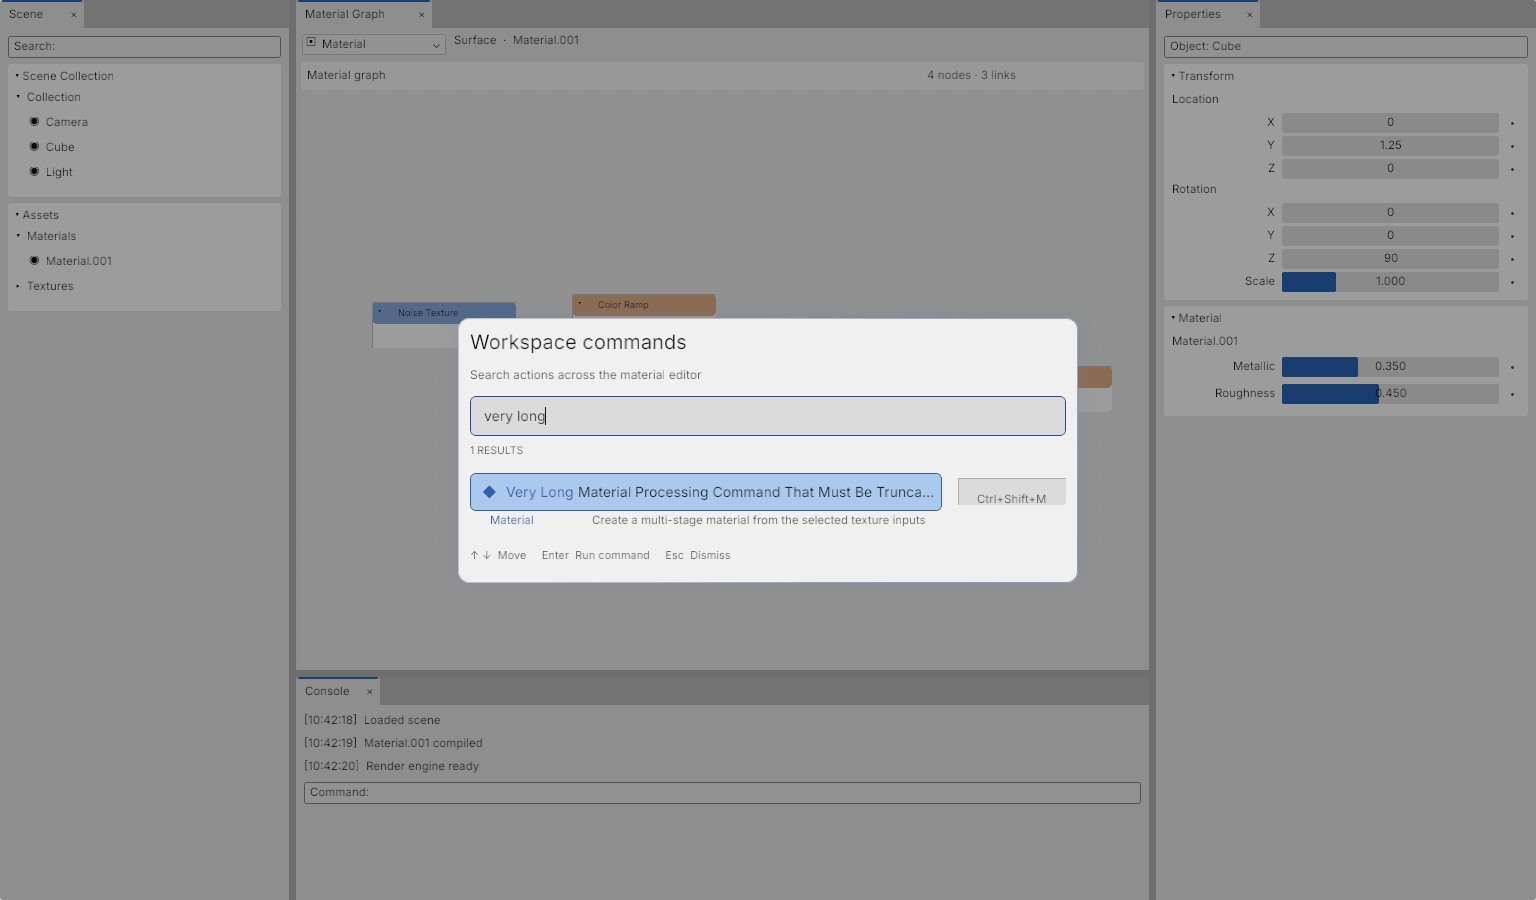 Scene ×
Search:
Scene Collection
Collection
Camera
Cube
Light
Assets
Materials
Material.001
Textures
Material Graph ×
Material
Surface · Material.001
Material graph
4 nodes · 3 links
Noise Texture
Color Ramp
Workspace commands
Search actions across the material editor
very long
1 RESULTS
Very Long Material Processing Command That Must Be Trunca...
Ctrl+Shift+M
Material
Create a multi-stage material from the selected texture inputs
↑ ↓ Move Enter Run command Esc Dismiss
Console ×
[10:42:18] Loaded scene
[10:42:19] Material.001 compiled
[10:42:20] Render engine ready
Command:
Properties ×
Object: Cube
Transform
Location
X 0
Y 1.25
Z 0
Rotation
X 0
Y 0
Z 90
Scale 1.000
Material
Material.001
Metallic 0.350
Roughness 0.450